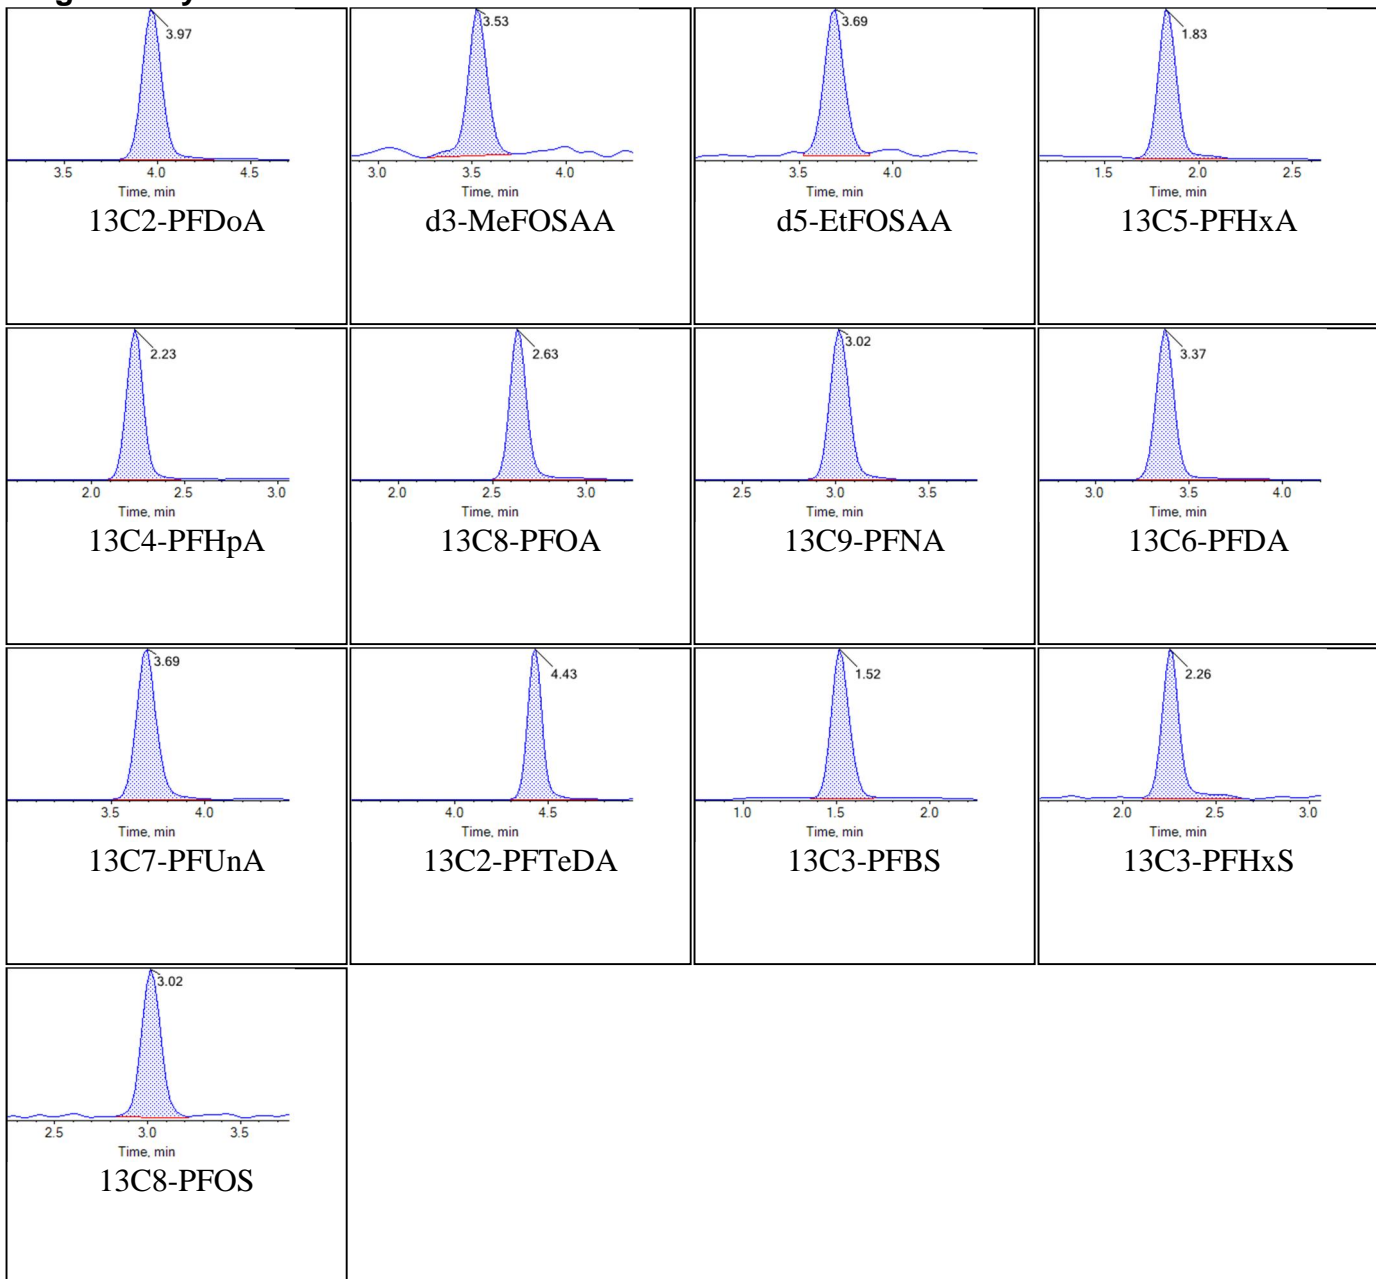 3.97
3.5 4.0 4.5
Time, min
13C2-PFDoA
3.53
3.0 3.5 4.0
Time, min
d3-MeFOSAA
3.69
3.5 4.0
Time, min
d5-EtFOSAA
1.83
1.5 2.0 2.5
Time, min
13C5-PFHxA
2.23
2.0 2.5 3.0
Time, min
13C4-PFHpA
2.63
2.0 2.5 3.0
Time, min
13C8-PFOA
3.02
2.5 3.0 3.5
Time, min
13C9-PFNA
3.37
3.0 3.5 4.0
Time, min
13C6-PFDA
3.69
3.5 4.0
Time, min
13C7-PFUnA
4.43
4.0 4.5
Time, min
13C2-PFTeDA
1.52
1.0 1.5 2.0
Time, min
13C3-PFBS
2.26
2.0 2.5 3.0
Time, min
13C3-PFHxS
3.02
2.5 3.0 3.5
Time, min
13C8-PFOS